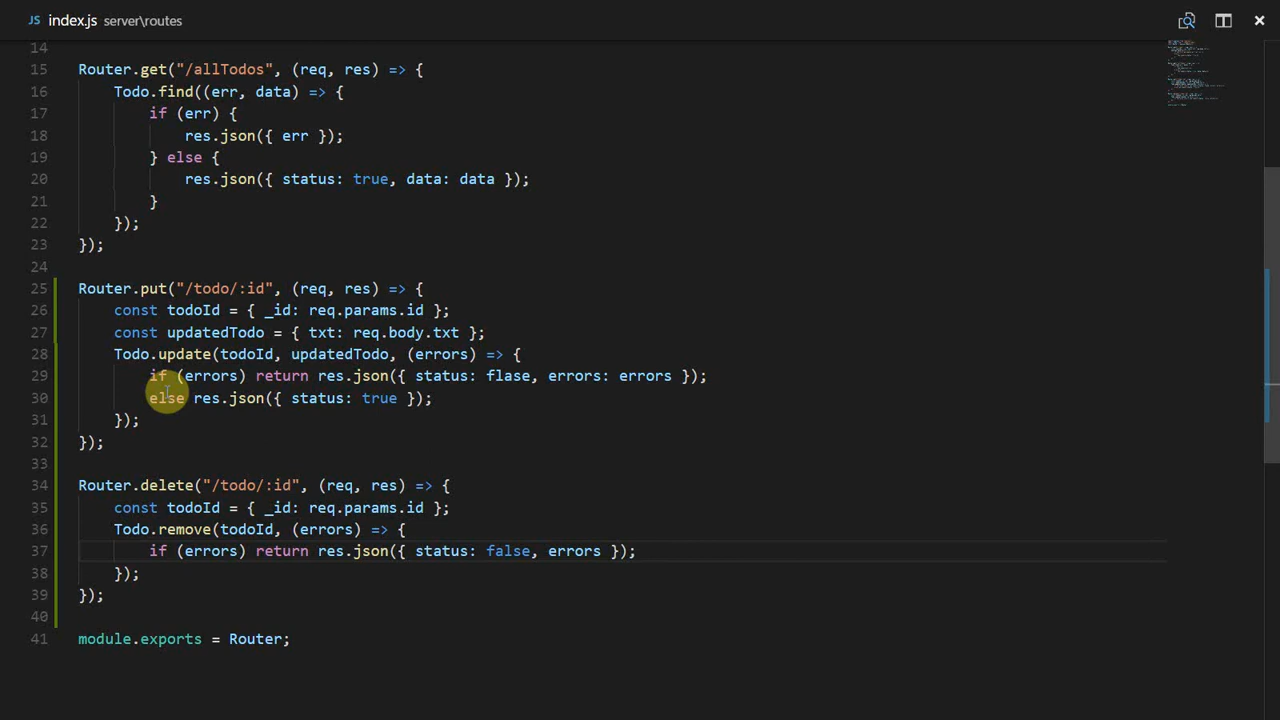 JS index.js server\routes
14
15 Router.get("/allTodos", (req, res) => {
16 Todo.find((err, data) => {
17 if (err) {
18 res.json({ err });
19 } else {
20 res.json({ status: true, data: data });
21 }
22 });
23 });
24
25 Router.put("/todo/:id", (req, res) => {
26 const todoId = { _id: req.params.id };
27 const updatedTodo = { txt: req.body.txt };
28 Todo.update(todoId, updatedTodo, (errors) => {
29 if (errors) return res.json({ status: flase, errors: errors });
30 else res.json({ status: true });
31 });
32 });
33
34 Router.delete("/todo/:id", (req, res) => {
35 const todoId = { _id: req.params.id };
36 Todo.remove(todoId, (errors) => {
37 if (errors) return res.json({ status: false, errors });
38 });
39 });
40
41 module.exports = Router;